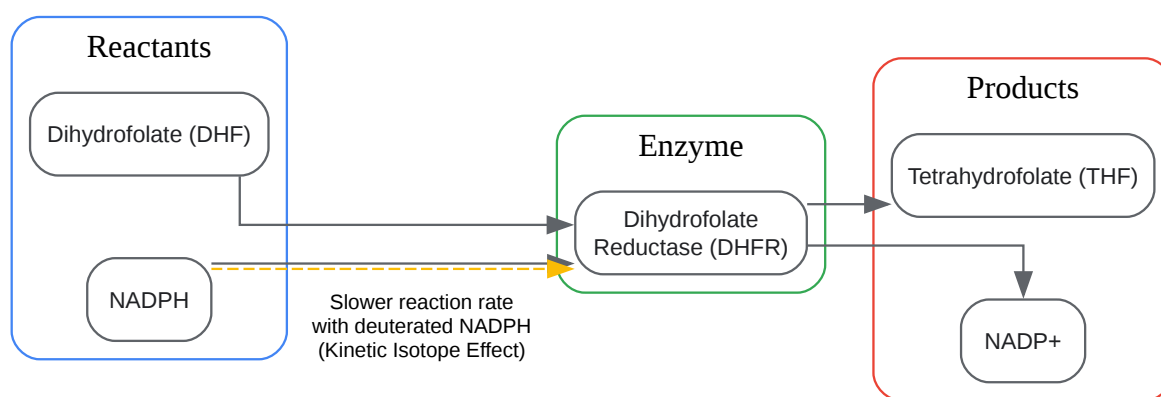 Reactants
Dihydrofolate (DHF)
NADPH
Slower reaction rate
with deuterated NADPH
(Kinetic Isotope Effect)
Enzyme
Dihydrofolate
Reductase (DHFR)
Products
Tetrahydrofolate (THF)
NADP+